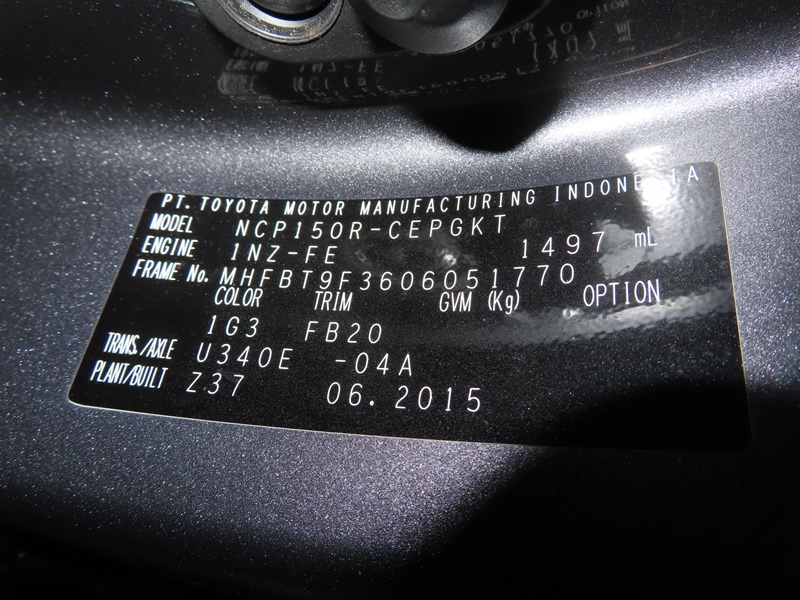 PT. TOYOTA MOTOR MANUFACTURING INDONESIA
MODEL NCP150R-CEPGKT
ENGINE 1NZ-FE 1497 mL
FRAME No. MHFBT9F3606051770
COLOR TRIM GVM (Kg) OPTION
1G3 FB20
TRANS./AXLE U340E -04A
PLANT/BUILT Z37 06.2015